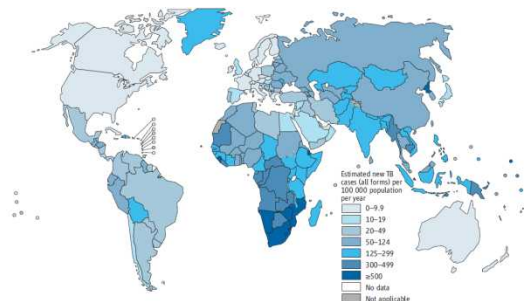 Estimated new TB
cases (all forms) per
100 000 population
per year
0–9.9
10–19
20–49
50–124
125–299
300–499
≥500
No data
Not applicable